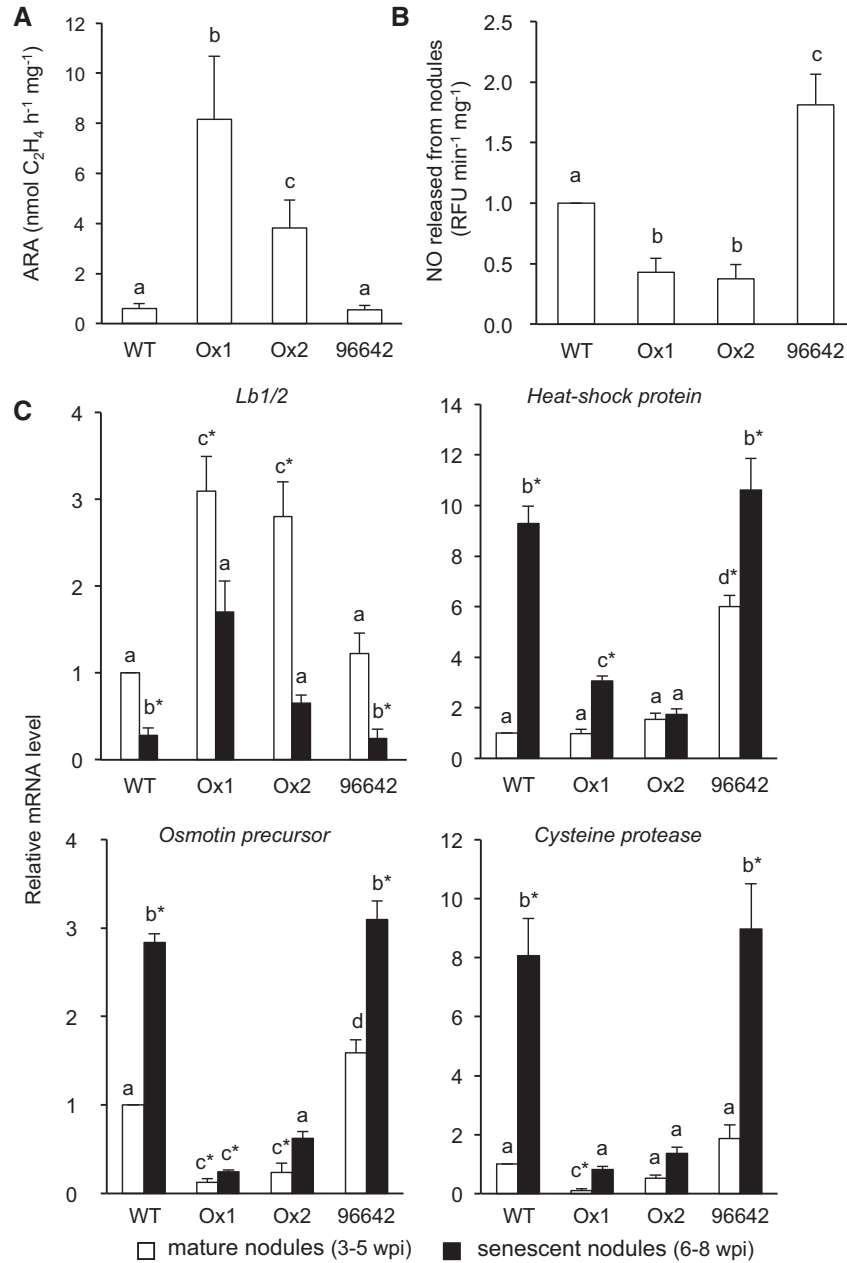 A
ARA (nmol C₂H₄ h⁻¹ mg⁻¹)
12
10
8
6
4
2
0
a
b
c
a
WT Ox1 Ox2 96642
B
NO released from nodules
(RFU min⁻¹ mg⁻¹)
2.5
2.0
1.5
1.0
0.5
0.0
a
b
b
c
WT Ox1 Ox2 96642
C
Relative mRNA level
Lb1/2
4
3
2
1
0
a
b*
c*
a
c*
a
a
b*
WT Ox1 Ox2 96642
Heat-shock protein
14
12
10
8
6
4
2
0
a
b*
a
c*
a
a
d*
b*
WT Ox1 Ox2 96642
Osmotin precursor
4
3
2
1
0
a
b*
c*
c*
c*
a
d
b*
WT Ox1 Ox2 96642
Cysteine protease
12
10
8
6
4
2
0
a
b*
c*
a
a
a
a
b*
WT Ox1 Ox2 96642
mature nodules (3-5 wpi) senescent nodules (6-8 wpi)